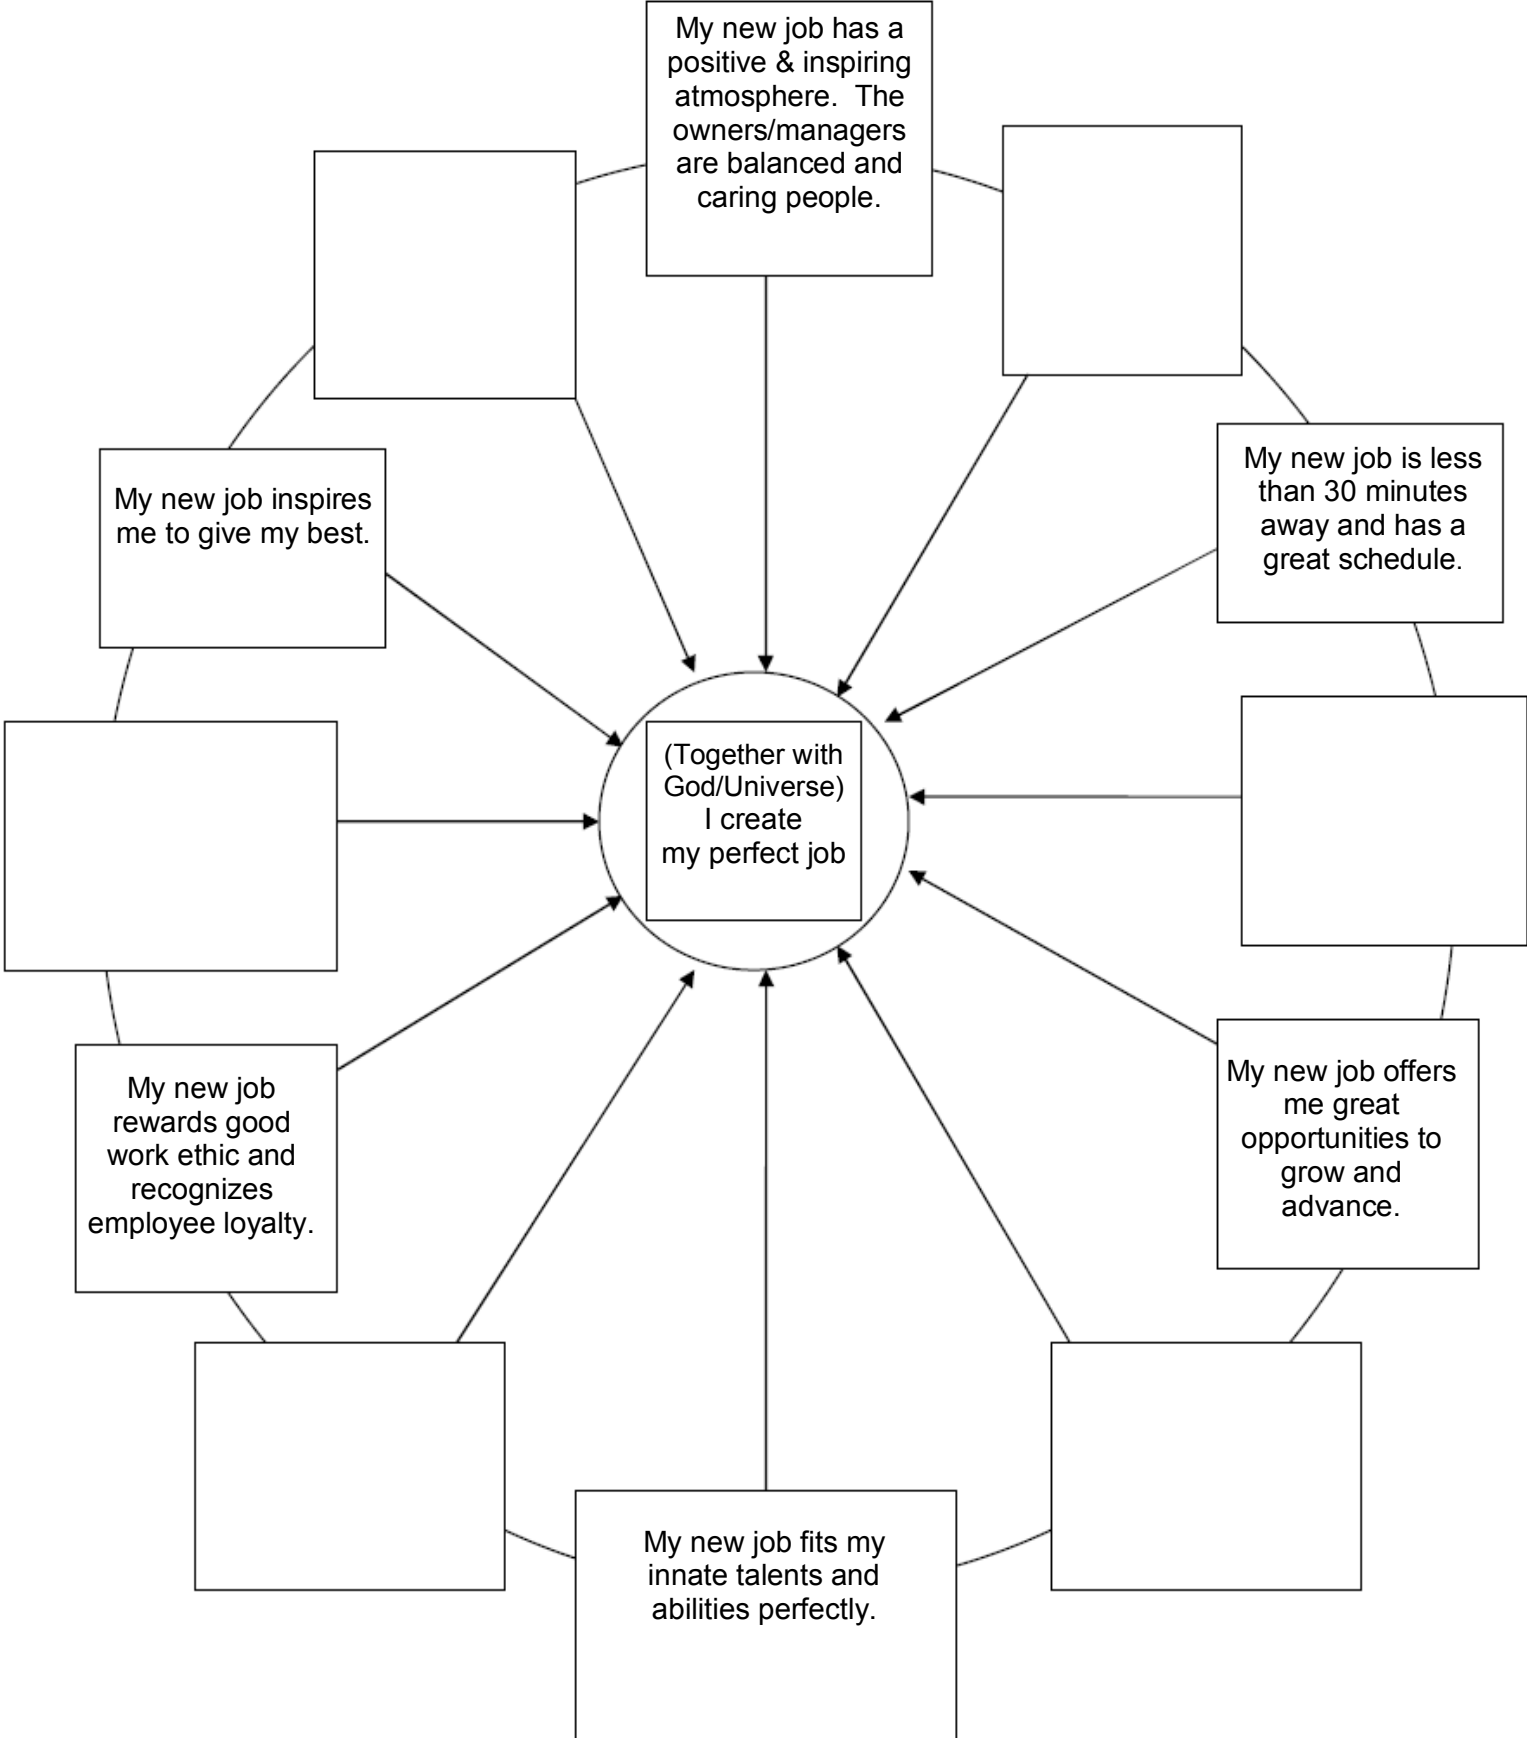 My new job has a
positive & inspiring
atmosphere.  The
owners/managers
are balanced and
caring people.
My new job inspires
me to give my best.
My new job is less
than 30 minutes
away and has a
great schedule.
(Together with
God/Universe)
I create
my perfect job
My new job
rewards good
work ethic and
recognizes
employee loyalty.
My new job offers
me great
opportunities to
grow and
advance.
My new job fits my
innate talents and
abilities perfectly.